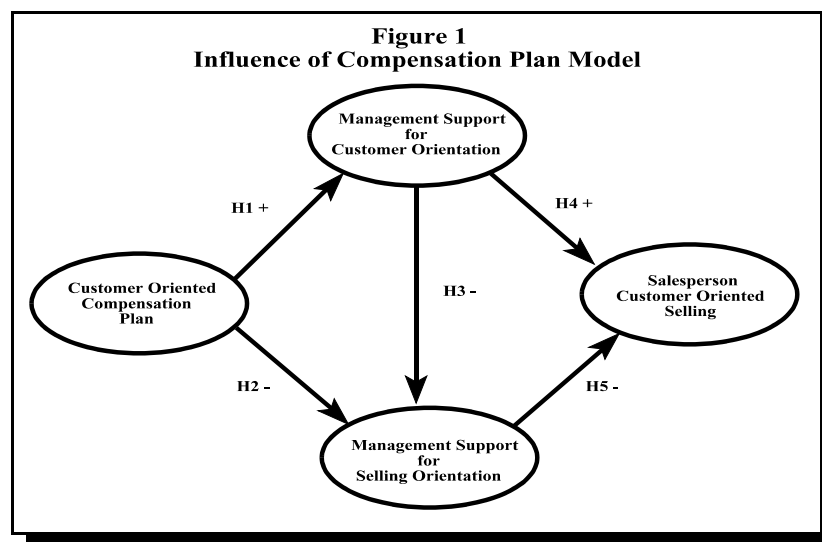 Figure 1
Influence of Compensation Plan Model
Management Support
for
Customer Orientation
H1 +
H4 +
Customer Oriented
Compensation
Plan
H3 -
Salesperson
Customer Oriented
Selling
H2 -
H5 -
Management Support
for
Selling Orientation